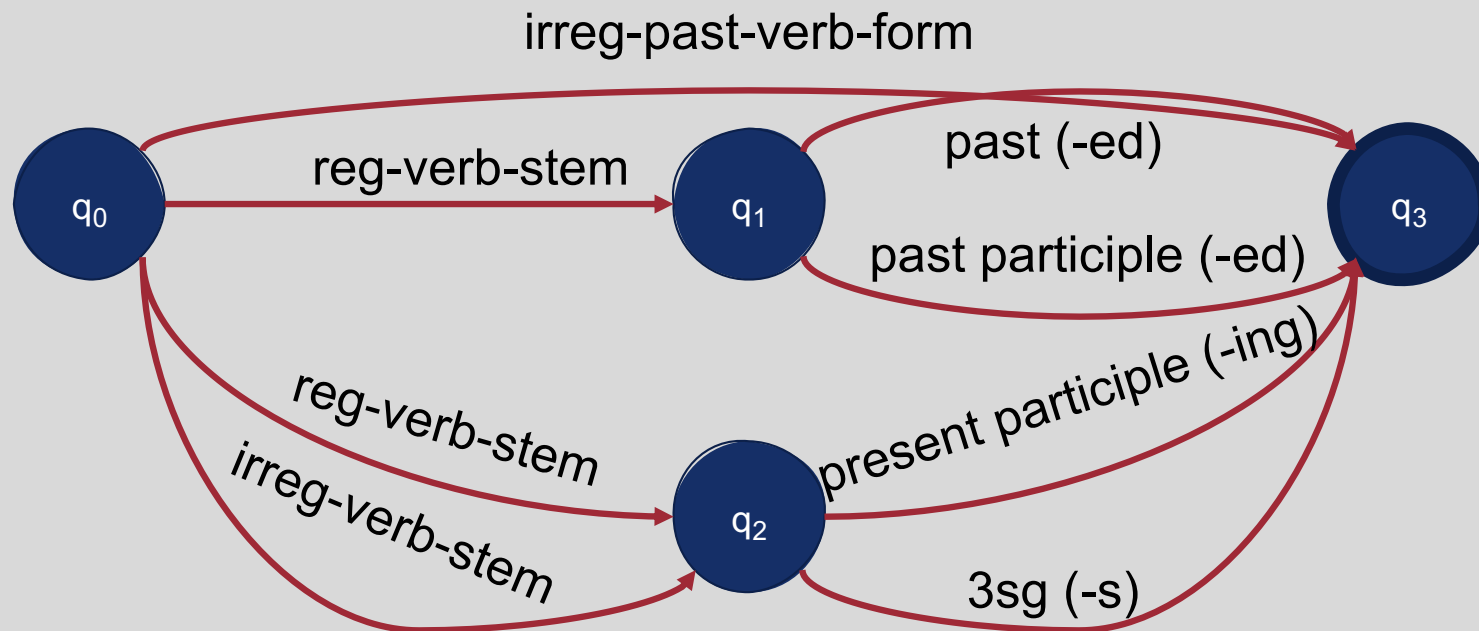 irreg-past-verb-form
past (-ed)
reg-verb-stem
q₀
q₁
q₃
past participle (-ed)
present participle (-ing)
reg-verb-stem
irreg-verb-stem
q₂
3sg (-s)